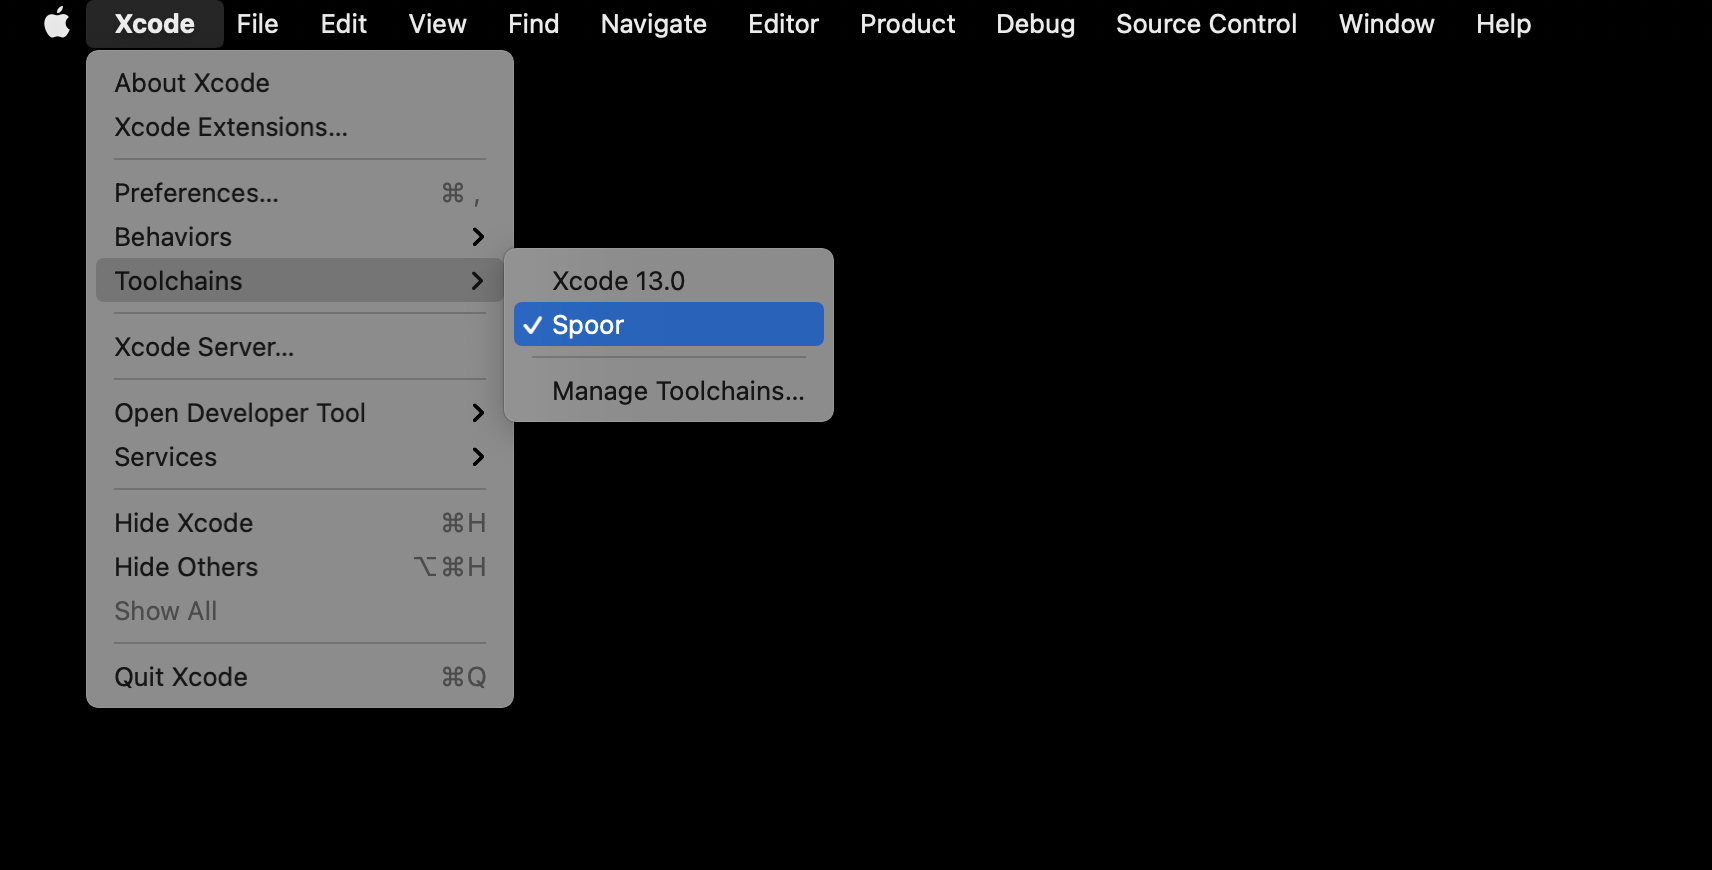 Xcode File Edit View Find Navigate Editor Product Debug Source Control Window Help
About Xcode
Xcode Extensions...
Preferences... ⌘ ,
Behaviors
Toolchains
Xcode 13.0
✓ Spoor
Manage Toolchains...
Xcode Server...
Open Developer Tool
Services
Hide Xcode ⌘H
Hide Others ⌥⌘H
Show All
Quit Xcode ⌘Q